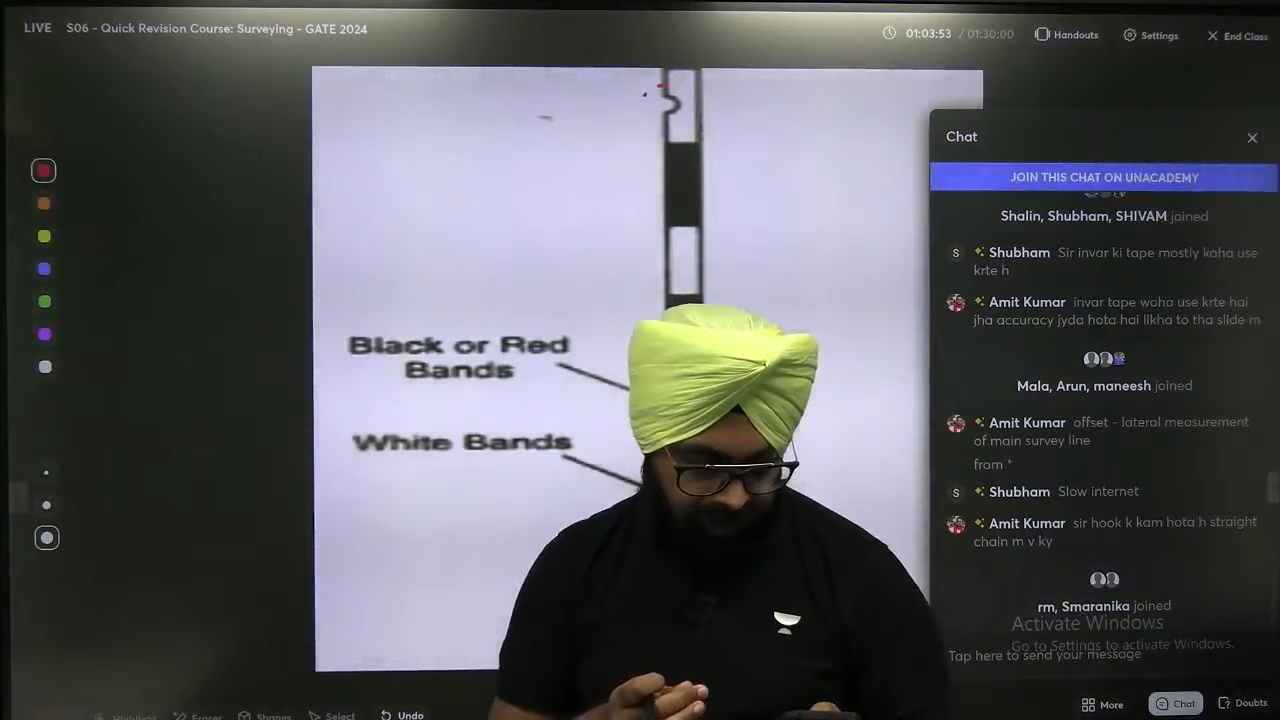 LIVE S06 - Quick Revision Course: Surveying - GATE 2024
01:03:53 / 01:30:00
Handouts
Settings
End Class
Chat
JOIN THIS CHAT ON UNACADEMY
Shalin, Shubham, SHIVAM joined
S Shubham Sir invar ki tape mostly kaha use
krte h
Amit Kumar invar tape woha use krte hai
jha accuracy jyda hota hai likha to tha slide m
Mala, Arun, maneesh joined
Amit Kumar offset - lateral measurement
of main survey line
from *
S Shubham Slow internet
Amit Kumar sir hook k kam hota h straight
chain m v ky
rm, Smaranika joined
Activate Windows
Go to Settings to activate Windows.
Tap here to send your message
Black or Red
Bands
White Bands
Highlight
Eraser
Shapes
Select
Undo
More
Chat
Doubts